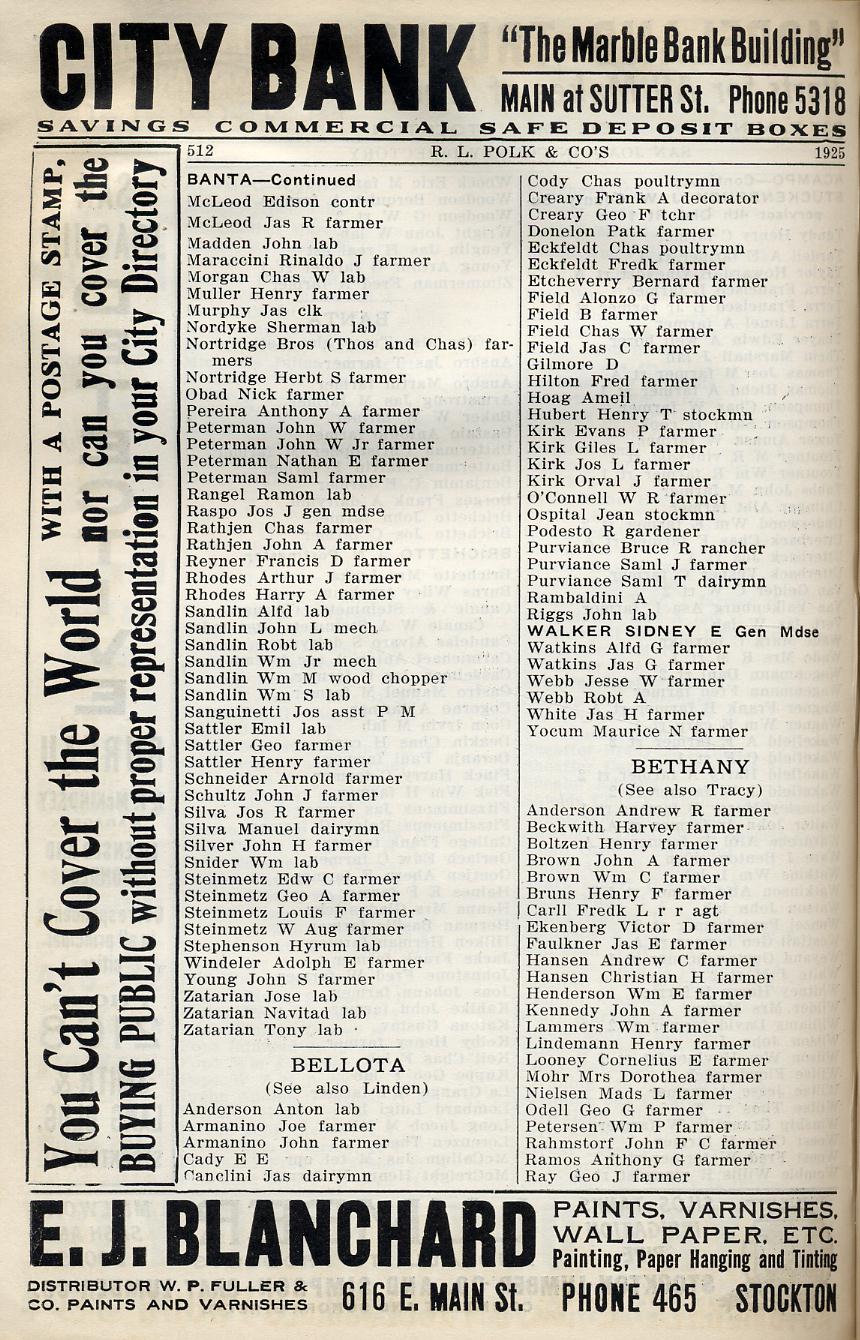 CITY BANK
"The Marble Bank Building"
MAIN at SUTTER St. Phone 5318
SAVINGS COMMERCIAL SAFE DEPOSIT BOXES
You Can't Cover the World WITH A POSTAGE STAMP, nor can you cover the
BUYING PUBLIC without proper representation in your City Directory
512 R. L. POLK & CO'S 1925
BANTA—Continued
McLeod Edison contr
McLeod Jas R farmer
Madden John lab
Maraccini Rinaldo J farmer
Morgan Chas W lab
Muller Henry farmer
Murphy Jas clk
Nordyke Sherman lab
Nortridge Bros (Thos and Chas) far-
mers
Nortridge Herbt S farmer
Obad Nick farmer
Pereira Anthony A farmer
Peterman John W farmer
Peterman John W Jr farmer
Peterman Nathan E farmer
Peterman Saml farmer
Rangel Ramon lab
Raspo Jos J gen mdse
Rathjen Chas farmer
Rathjen John A farmer
Reyner Francis D farmer
Rhodes Arthur J farmer
Rhodes Harry A farmer
Sandlin Alfd lab
Sandlin John L mech
Sandlin Robt lab
Sandlin Wm Jr mech
Sandlin Wm M wood chopper
Sandlin Wm S lab
Sanguinetti Jos asst P M
Sattler Emil lab
Sattler Geo farmer
Sattler Henry farmer
Schneider Arnold farmer
Schultz John J farmer
Silva Jos R farmer
Silva Manuel dairymn
Silver John H farmer
Snider Wm lab
Steinmetz Edw C farmer
Steinmetz Geo A farmer
Steinmetz Louis F farmer
Steinmetz W Aug farmer
Stephenson Hyrum lab
Windeler Adolph E farmer
Young John S farmer
Zatarian Jose lab
Zatarian Navitad lab
Zatarian Tony lab
BELLOTA
(See also Linden)
Anderson Anton lab
Armanino Joe farmer
Armanino John farmer
Cady E E
Canclini Jas dairymn
Cody Chas poultrymn
Creary Frank A decorator
Creary Geo F tchr
Donelon Patk farmer
Eckfeldt Chas poultrymn
Eckfeldt Fredk farmer
Etcheverry Bernard farmer
Field Alonzo G farmer
Field B farmer
Field Chas W farmer
Field Jas C farmer
Gilmore D
Hilton Fred farmer
Hoag Ameil
Hubert Henry T stockmn
Kirk Evans P farmer
Kirk Giles L farmer
Kirk Jos L farmer
Kirk Orval J farmer
O'Connell W R farmer
Ospital Jean stockmn
Podesto R gardener
Purviance Bruce R rancher
Purviance Saml J farmer
Purviance Saml T dairymn
Rambaldini A
Riggs John lab
WALKER SIDNEY E Gen Mdse
Watkins Alfd G farmer
Watkins Jas G farmer
Webb Jesse W farmer
Webb Robt A
White Jas H farmer
Yocum Maurice N farmer
BETHANY
(See also Tracy)
Anderson Andrew R farmer
Beckwith Harvey farmer
Boltzen Henry farmer
Brown John A farmer
Brown Wm C farmer
Bruns Henry F farmer
Carll Fredk L r r agt
Ekenberg Victor D farmer
Faulkner Jas E farmer
Hansen Andrew C farmer
Hansen Christian H farmer
Henderson Wm E farmer
Kennedy John A farmer
Lammers Wm farmer
Lindemann Henry farmer
Looney Cornelius E farmer
Mohr Mrs Dorothea farmer
Nielsen Mads L farmer
Odell Geo G farmer
Petersen Wm P farmer
Rahmstorf John F C farmer
Ramos Anthony G farmer
Ray Geo J farmer
E. J. BLANCHARD
PAINTS, VARNISHES,
WALL PAPER, ETC.
Painting, Paper Hanging and Tinting
DISTRIBUTOR W. P. FULLER &
CO. PAINTS AND VARNISHES
616 E. MAIN St. PHONE 465 STOCKTON